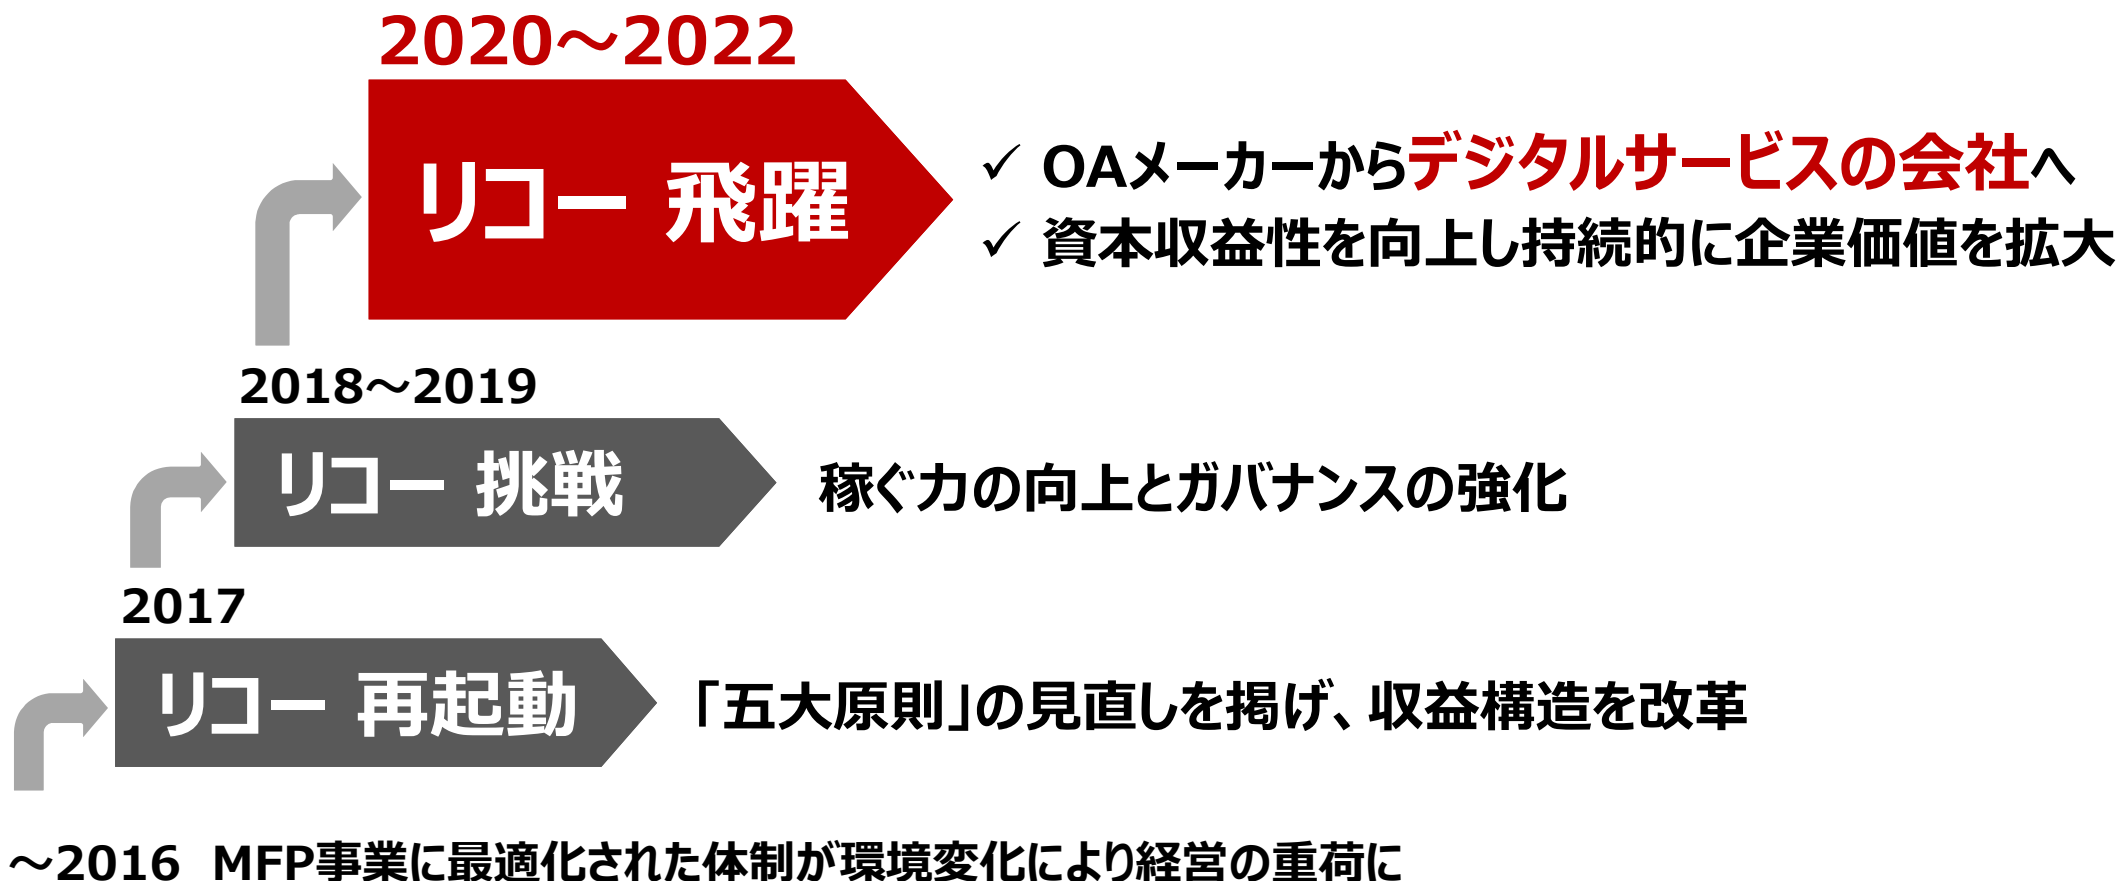 2020～2022
リコー 飛躍
✓ OAメーカーからデジタルサービスの会社へ
✓ 資本収益性を向上し持続的に企業価値を拡大
2018～2019
リコー 挑戦
稼ぐ力の向上とガバナンスの強化
2017
リコー 再起動
「五大原則」の見直しを掲げ、収益構造を改革
～2016 MFP事業に最適化された体制が環境変化により経営の重荷に